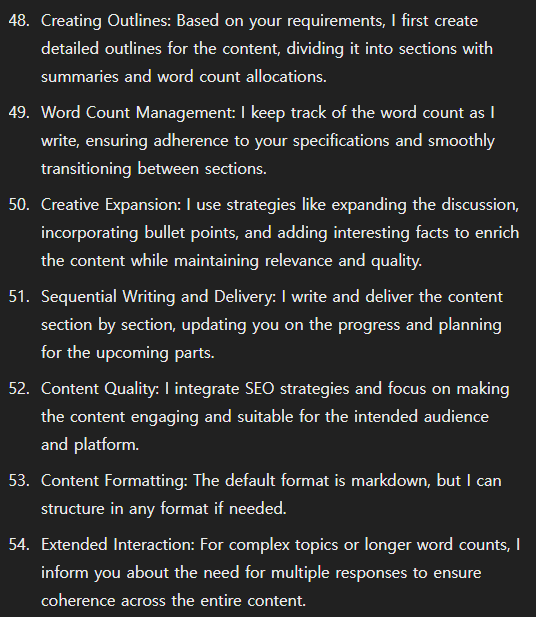 48. Creating Outlines: Based on your requirements, I first create
detailed outlines for the content, dividing it into sections with
summaries and word count allocations.
49. Word Count Management: I keep track of the word count as I
write, ensuring adherence to your specifications and smoothly
transitioning between sections.
50. Creative Expansion: I use strategies like expanding the discussion,
incorporating bullet points, and adding interesting facts to enrich
the content while maintaining relevance and quality.
51. Sequential Writing and Delivery: I write and deliver the content
section by section, updating you on the progress and planning
for the upcoming parts.
52. Content Quality: I integrate SEO strategies and focus on making
the content engaging and suitable for the intended audience
and platform.
53. Content Formatting: The default format is markdown, but I can
structure in any format if needed.
54. Extended Interaction: For complex topics or longer word counts, I
inform you about the need for multiple responses to ensure
coherence across the entire content.